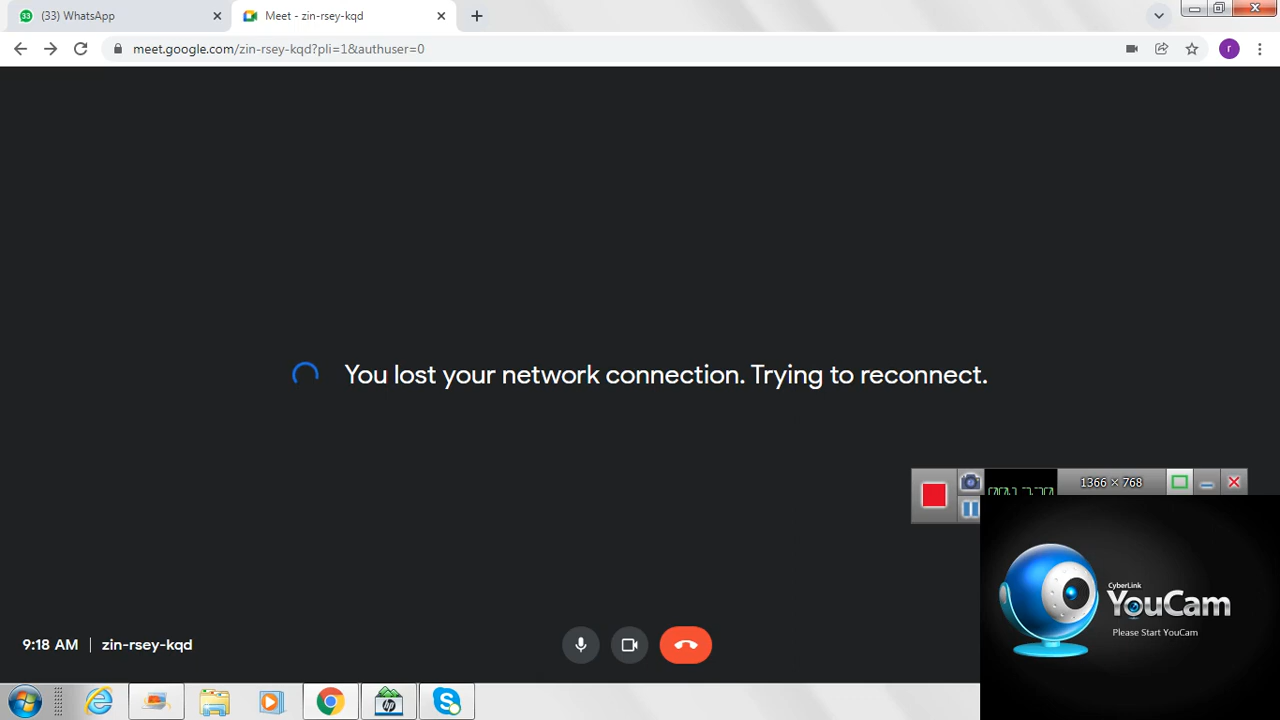 (33) WhatsApp
Meet - zin-rsey-kqd
meet.google.com/zin-rsey-kqd?pli=1&authuser=0
r
You lost your network connection. Trying to reconnect.
1366 × 768
CyberLink
YouCam
Please Start YouCam
9:18 AM | zin-rsey-kqd